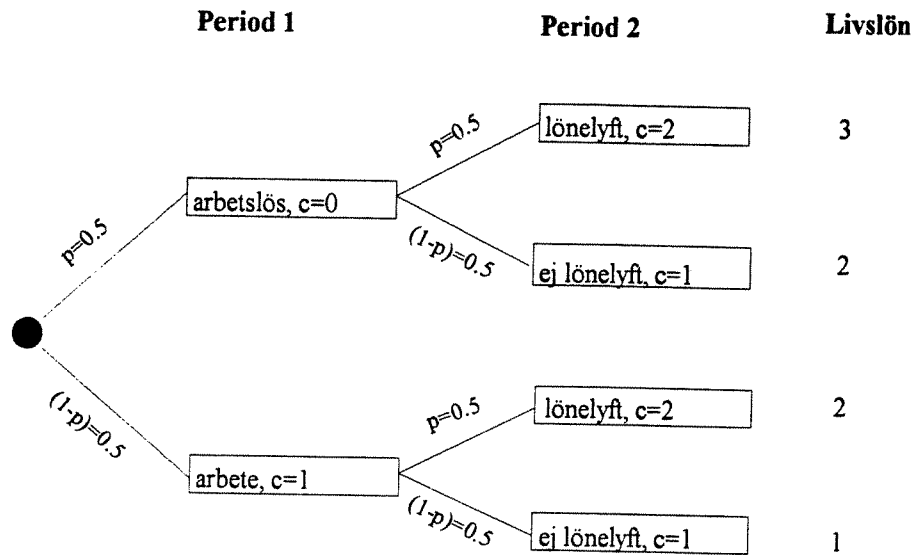 Period 1 Period 2 Livslön
p=0.5 lönelyft, c=2 3
arbetslös, c=0
p=0.5 (1-p)=0.5 ej lönelyft, c=1 2
(1-p)=0.5 p=0.5 lönelyft, c=2 2
arbete, c=1
(1-p)=0.5 ej lönelyft, c=1 1